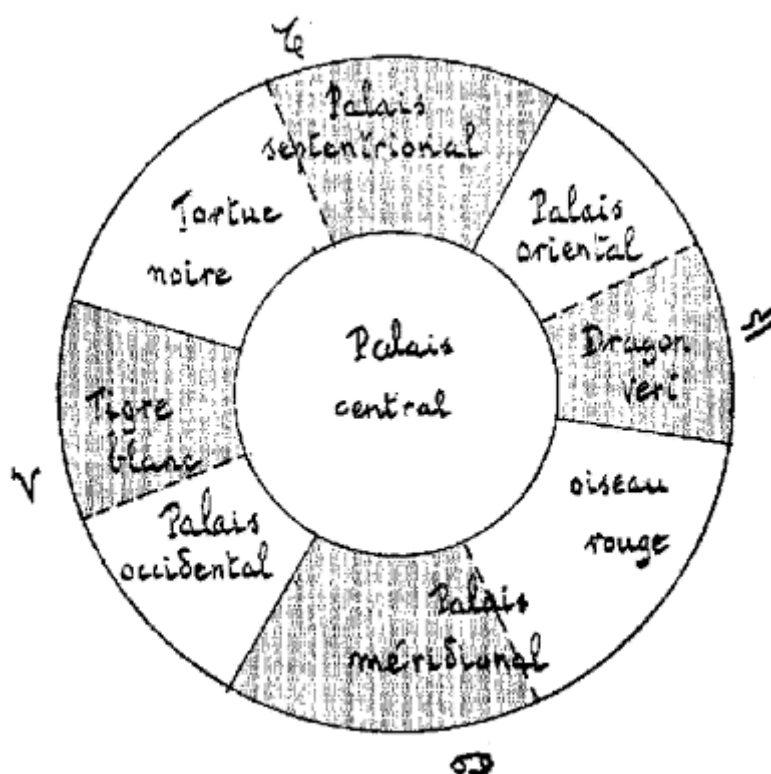 ♑
Palais
septentrional
Palais
oriental
Dragon
vert
♎
oiseau
rouge
Palais
méridional
♋
Palais
occidental
♈
Tigre
blanc
Tortue
noire
Palais
central